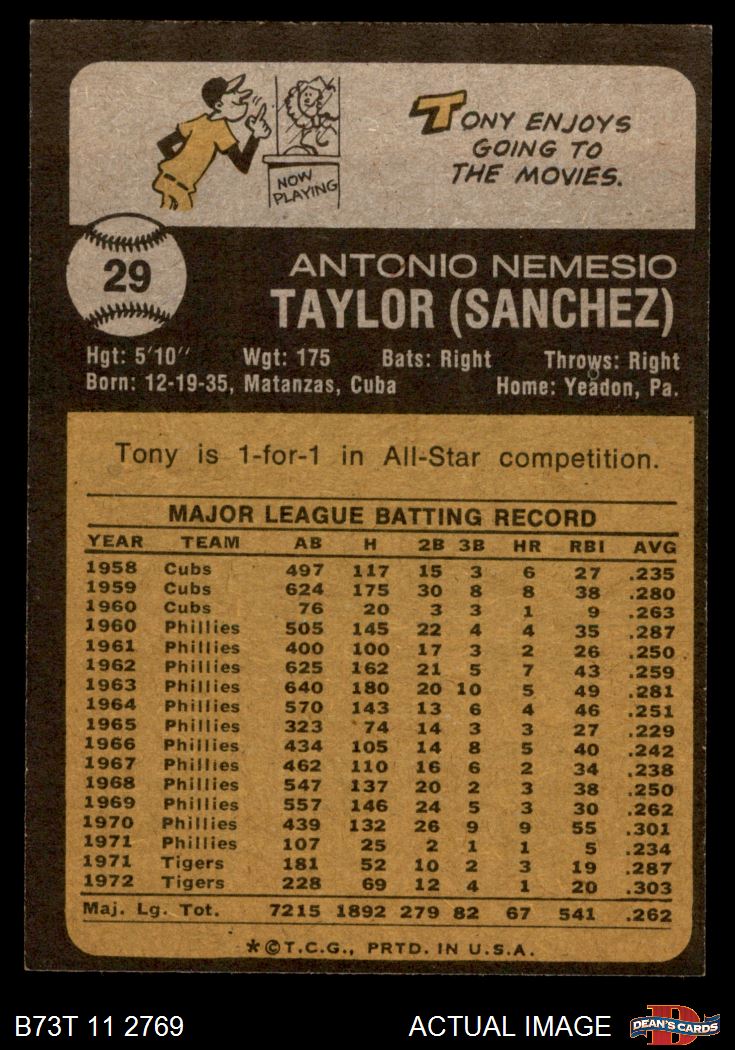 TONY ENJOYS
GOING TO
THE MOVIES.
NOW
PLAYING
29
ANTONIO NEMESIO
TAYLOR (SANCHEZ)
Hgt: 5'10" Wgt: 175 Bats: Right Throws: Right
Born: 12-19-35, Matanzas, Cuba Home: Yeadon, Pa.
Tony is 1-for-1 in All-Star competition.
MAJOR LEAGUE BATTING RECORD
YEAR TEAM AB H 2B 3B HR RBI AVG
1958 Cubs 497 117 15 3 6 27 .235
1959 Cubs 624 175 30 8 8 38 .280
1960 Cubs 76 20 3 3 1 9 .263
1960 Phillies 505 145 22 4 4 35 .287
1961 Phillies 400 100 17 3 2 26 .250
1962 Phillies 625 162 21 5 7 43 .259
1963 Phillies 640 180 20 10 5 49 .281
1964 Phillies 570 143 13 6 4 46 .251
1965 Phillies 323 74 14 3 3 27 .229
1966 Phillies 434 105 14 8 5 40 .242
1967 Phillies 462 110 16 6 2 34 .238
1968 Phillies 547 137 20 2 3 38 .250
1969 Phillies 557 146 24 5 3 30 .262
1970 Phillies 439 132 26 9 9 55 .301
1971 Phillies 107 25 2 1 1 5 .234
1971 Tigers 181 52 10 2 3 19 .287
1972 Tigers 228 69 12 4 1 20 .303
Maj. Lg. Tot. 7215 1892 279 82 67 541 .262
*©T.C.G., PRTD. IN U.S.A.
B73T 11 2769 ACTUAL IMAGE
DEAN'S CARDS